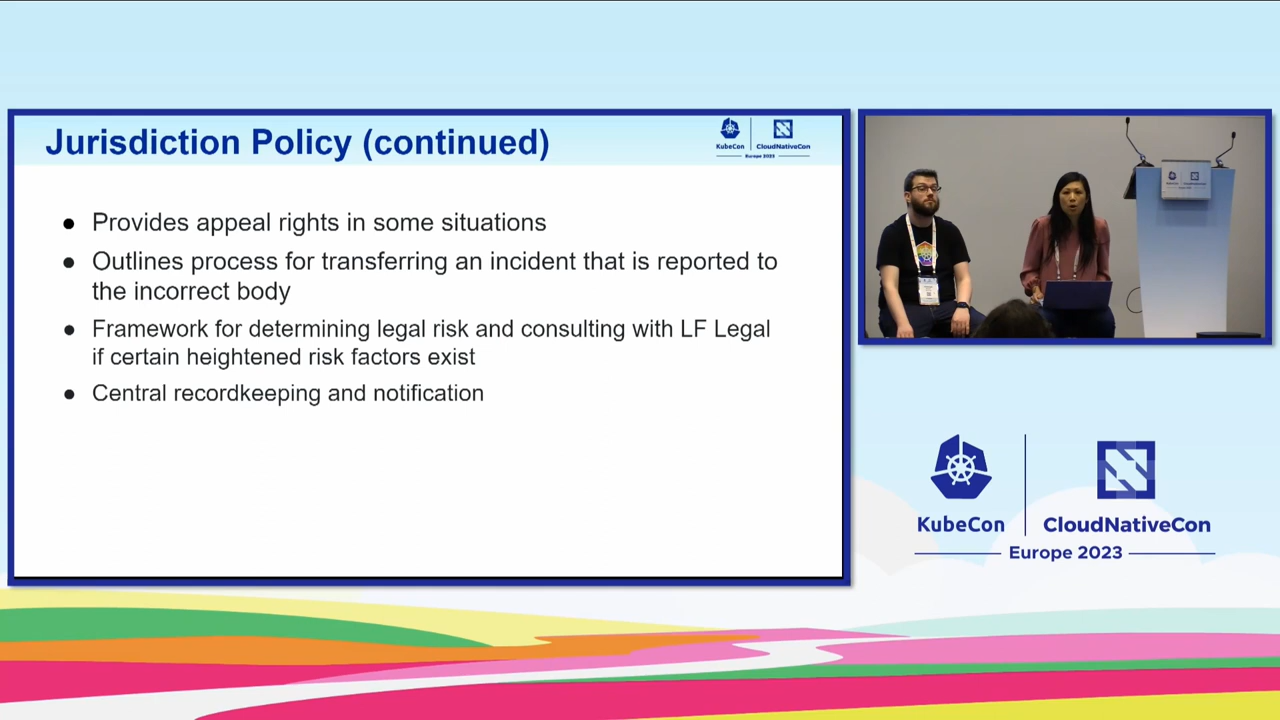 Jurisdiction Policy (continued)
KubeCon
CloudNativeCon
Europe 2023
● Provides appeal rights in some situations
● Outlines process for transferring an incident that is reported to
the incorrect body
● Framework for determining legal risk and consulting with LF Legal
if certain heightened risk factors exist
● Central recordkeeping and notification
KubeCon
CloudNativeCon
Europe 2023